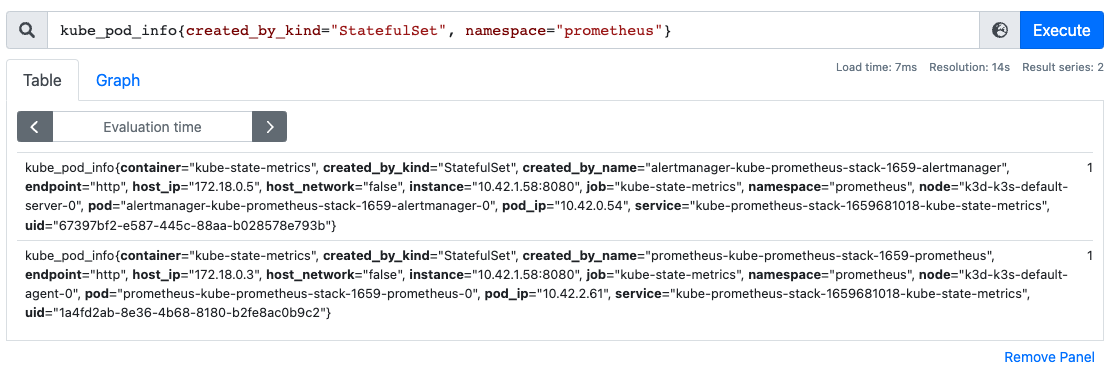 kube_pod_info{created_by_kind="StatefulSet", namespace="prometheus"}
Execute
Load time: 7ms Resolution: 14s Result series: 2
Table
Graph
Evaluation time
kube_pod_info{container="kube-state-metrics", created_by_kind="StatefulSet", created_by_name="alertmanager-kube-prometheus-stack-1659-alertmanager", 1
endpoint="http", host_ip="172.18.0.5", host_network="false", instance="10.42.1.58:8080", job="kube-state-metrics", namespace="prometheus", node="k3d-k3s-default-
server-0", pod="alertmanager-kube-prometheus-stack-1659-alertmanager-0", pod_ip="10.42.0.54", service="kube-prometheus-stack-1659681018-kube-state-metrics",
uid="67397bf2-e587-445c-88aa-b028578e793b"}
kube_pod_info{container="kube-state-metrics", created_by_kind="StatefulSet", created_by_name="prometheus-kube-prometheus-stack-1659-prometheus", 1
endpoint="http", host_ip="172.18.0.3", host_network="false", instance="10.42.1.58:8080", job="kube-state-metrics", namespace="prometheus", node="k3d-k3s-default-
agent-0", pod="prometheus-kube-prometheus-stack-1659-prometheus-0", pod_ip="10.42.2.61", service="kube-prometheus-stack-1659681018-kube-state-metrics",
uid="1a4fd2ab-8e36-4b68-8180-b2fe8ac0b9c2"}
Remove Panel